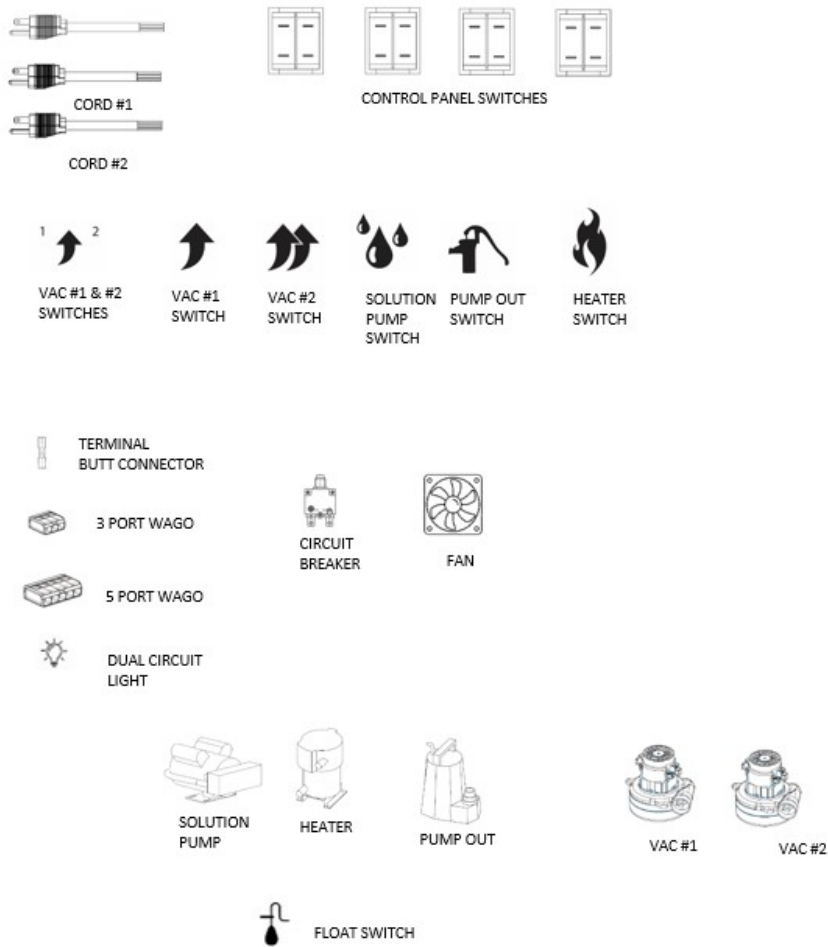 CORD #1
CONTROL PANEL SWITCHES
CORD #2
1
2
VAC #1 & #2
SWITCHES
VAC #1
SWITCH
VAC #2
SWITCH
SOLUTION
PUMP
SWITCH
PUMP OUT
SWITCH
HEATER
SWITCH
TERMINAL
BUTT CONNECTOR
3 PORT WAGO
5 PORT WAGO
DUAL CIRCUIT
LIGHT
CIRCUIT
BREAKER
FAN
SOLUTION
PUMP
HEATER
PUMP OUT
VAC #1
VAC #2
FLOAT SWITCH